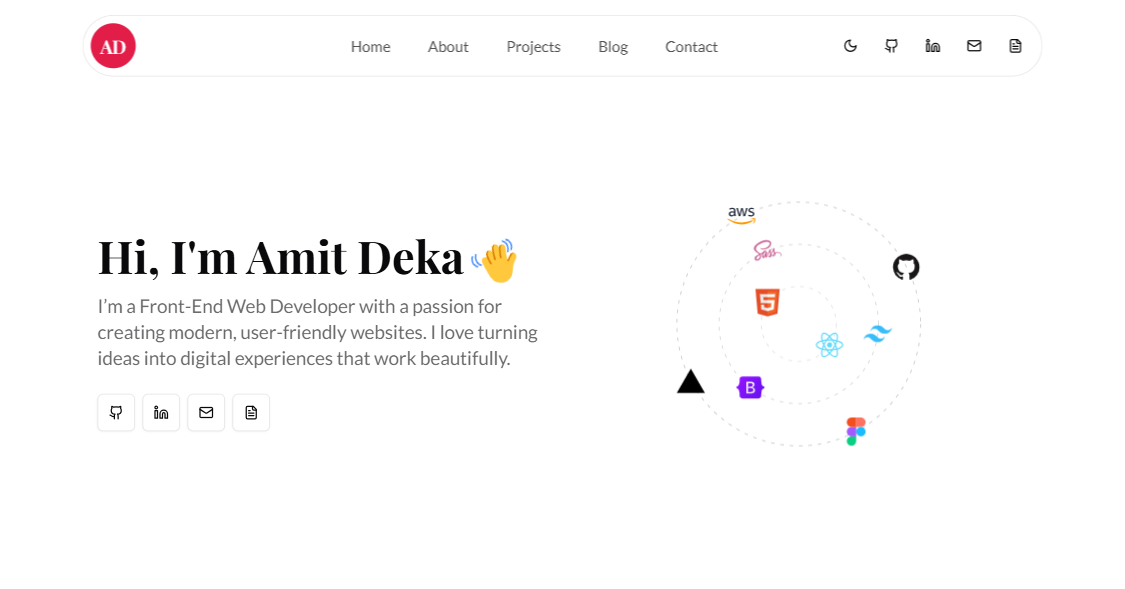 AD
Home About Projects Blog Contact
aws
Sass
Hi, I'm Amit Deka
I’m a Front-End Web Developer with a passion for
creating modern, user-friendly websites. I love turning
ideas into digital experiences that work beautifully.
5
B